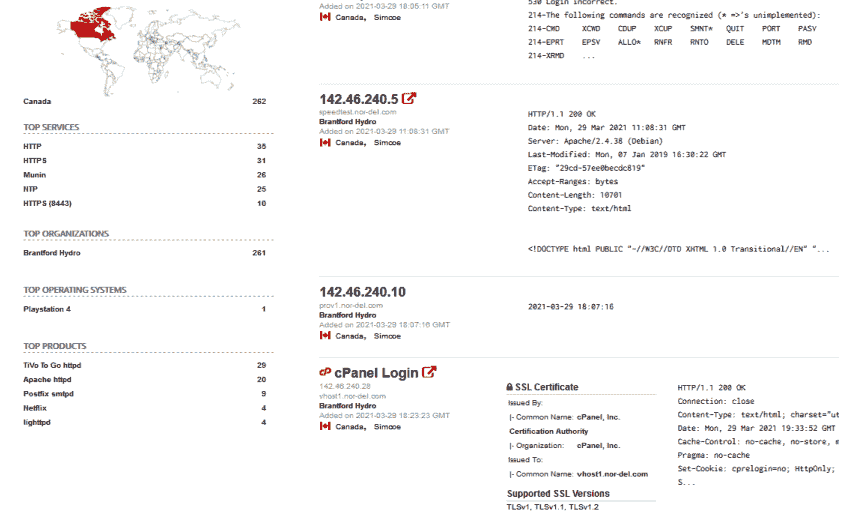 Canada 262
TOP SERVICES
HTTP 35
HTTPS 31
Munin 26
NTP 25
HTTPS (8443) 10
TOP ORGANIZATIONS
Brantford Hydro 261
TOP OPERATING SYSTEMS
Playstation 4 1
TOP PRODUCTS
TiVo To Go httpd 29
Apache httpd 20
Postfix smtpd 9
Netflix 4
lighttpd 4
Added on 2021-03-29 18:05:11 GMT
Canada, Simcoe
530 Login incorrect.
214-The following commands are recognized (* =>'s unimplemented):
214-CWD XCWD CDUP XCUP SMNT* QUIT PORT PASV
214-EPRT EPSV ALLO* RNFR RNTO DELE MDTM RMD
214-XRMD ...
142.46.240.5
speedtest.nor-del.com
Brantford Hydro
Added on 2021-03-29 11:08:31 GMT
Canada, Simcoe
HTTP/1.1 200 OK
Date: Mon, 29 Mar 2021 11:08:31 GMT
Server: Apache/2.4.38 (Debian)
Last-Modified: Mon, 07 Jan 2019 16:30:22 GMT
ETag: "29cd-57ee0becdc819"
Accept-Ranges: bytes
Content-Length: 10701
Content-Type: text/html
<!DOCTYPE html PUBLIC "-//W3C//DTD XHTML 1.0 Transitional//EN" "...
142.46.240.10
prov1.nor-del.com
Brantford Hydro
Added on 2021-03-29 18:07:16 GMT
Canada, Simcoe
2021-03-29 18:07:16
cP cPanel Login
142.46.240.28
vhost1.nor-del.com
Brantford Hydro
Added on 2021-03-29 18:23:23 GMT
Canada, Simcoe
SSL Certificate
Issued By:
|- Common Name: cPanel, Inc.
Certification Authority
|- Organization: cPanel, Inc.
Issued To:
|- Common Name: vhost1.nor-del.com
Supported SSL Versions
TLSv1, TLSv1.1, TLSv1.2
HTTP/1.1 200 OK
Connection: close
Content-Type: text/html; charset="ut
Date: Mon, 29 Mar 2021 19:33:52 GMT
Cache-Control: no-cache, no-store, m
Pragma: no-cache
Set-Cookie: cprelogin=no; HttpOnly;
S...